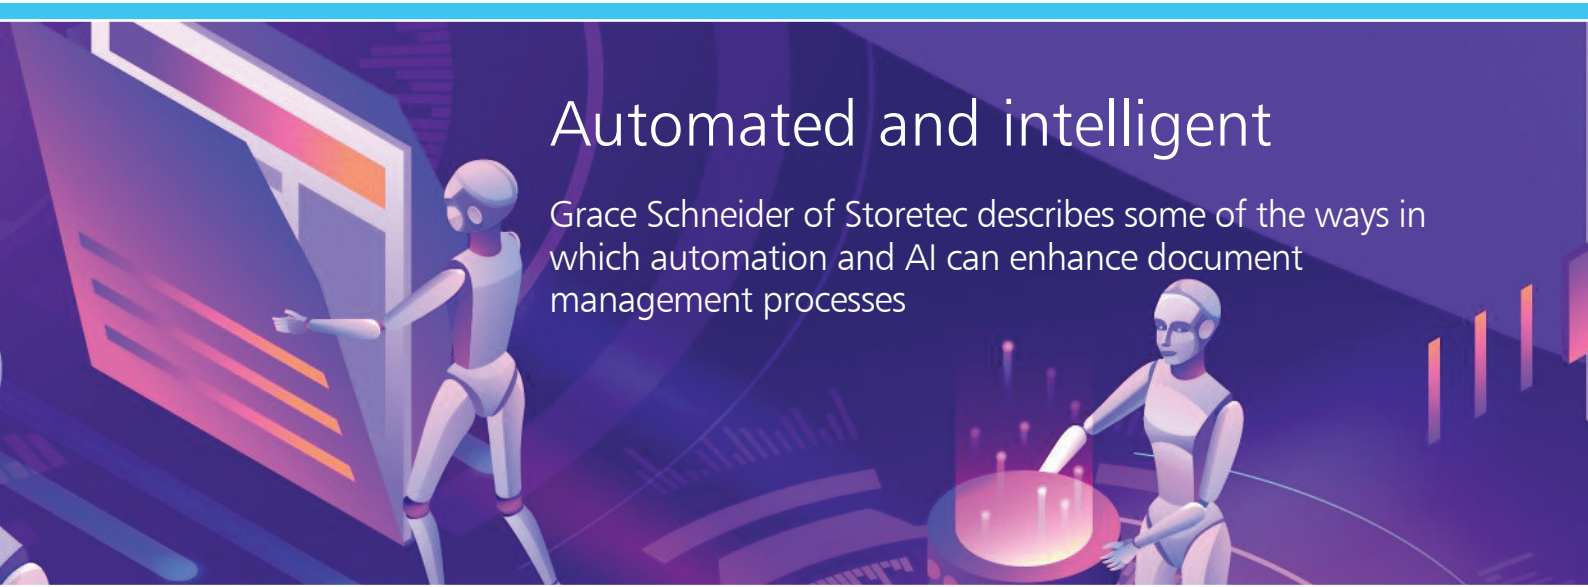 Automated and intelligent
Grace Schneider of Storetec describes some of the ways in
which automation and AI can enhance document
management processes